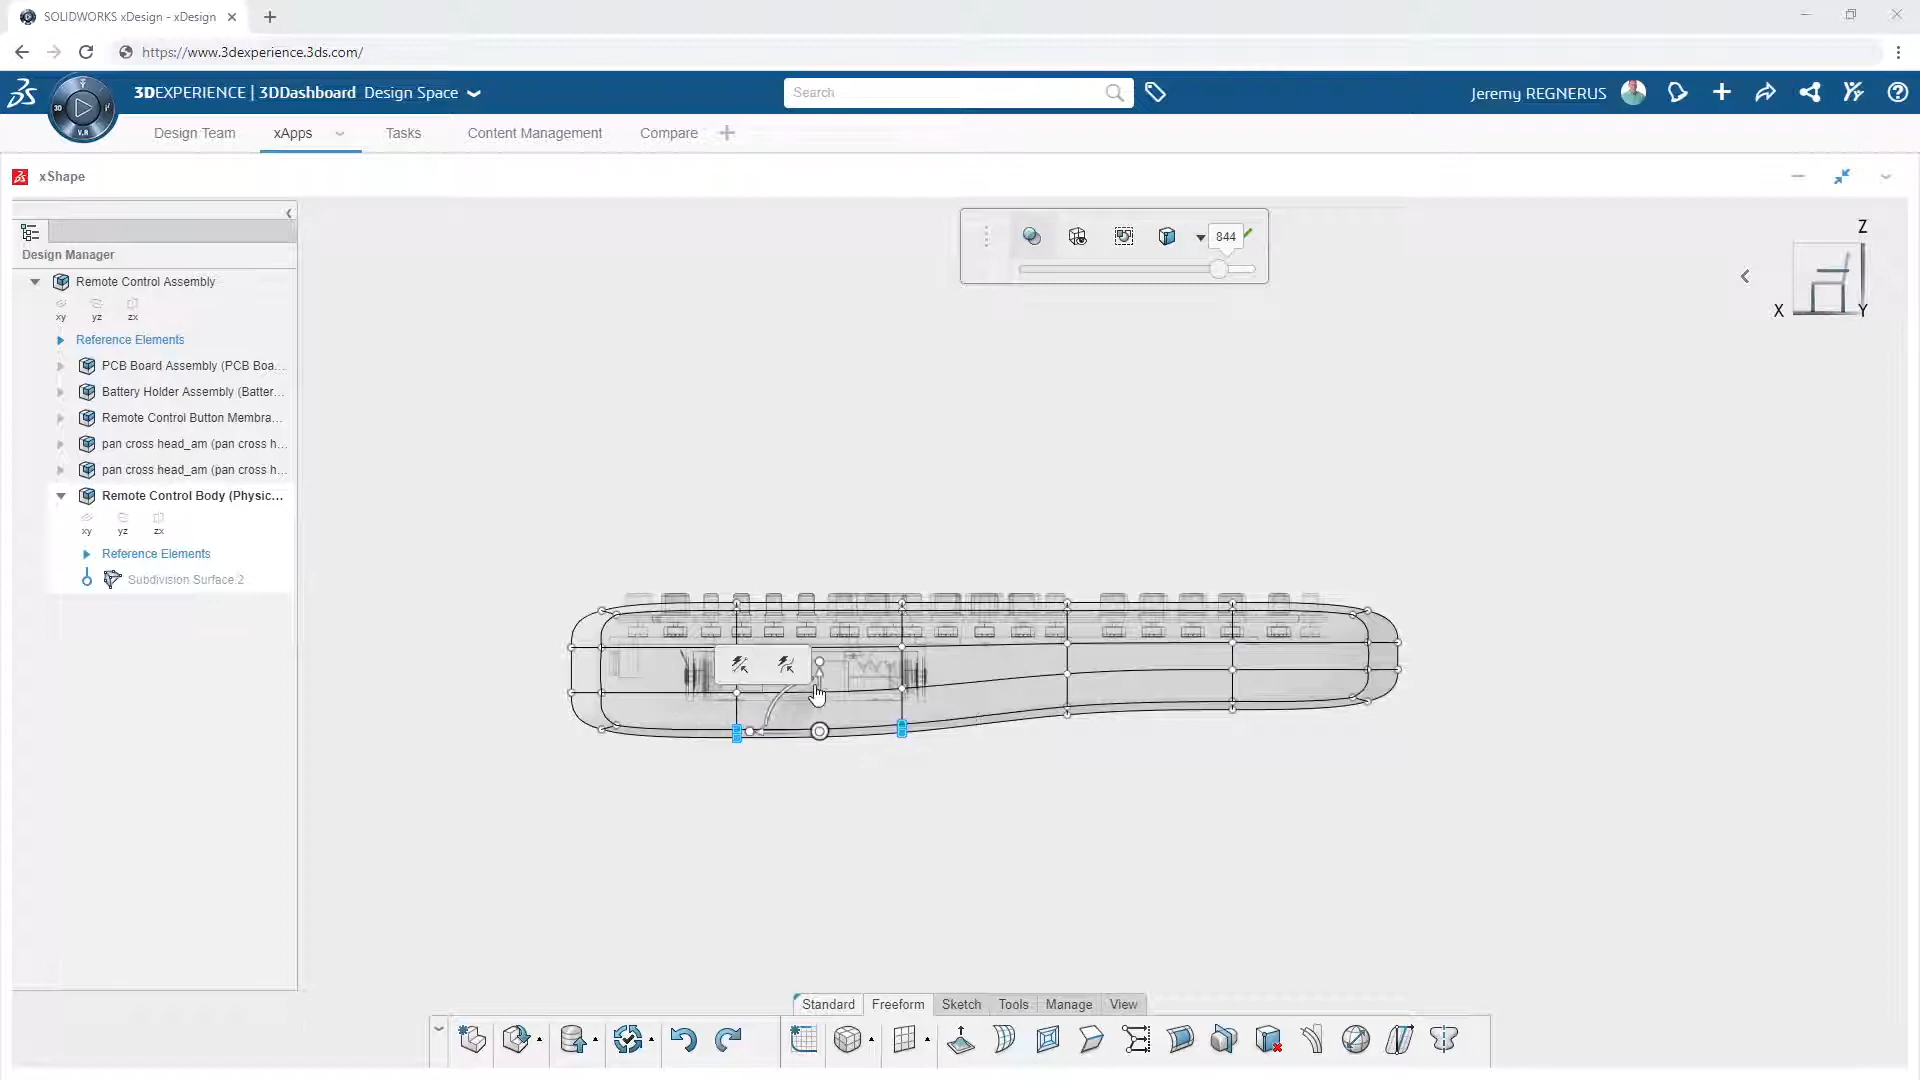 SOLIDWORKS xDesign - xDesign
https://www.3dexperience.3ds.com/
3D
V.R
3DEXPERIENCE | 3DDashboard Design Space
Search
Jeremy REGNERUS
Design Team
xApps
Tasks
Content Management
Compare
xShape
844
Z
X
Y
Design Manager
Remote Control Assembly
xy yz zx
Reference Elements
PCB Board Assembly (PCB Boa...
Battery Holder Assembly (Batter...
Remote Control Button Membra...
pan cross head_am (pan cross h...
pan cross head_am (pan cross h...
Remote Control Body (Physic...
xy yz zx
Reference Elements
Subdivision Surface.2
Standard Freeform Sketch Tools Manage View